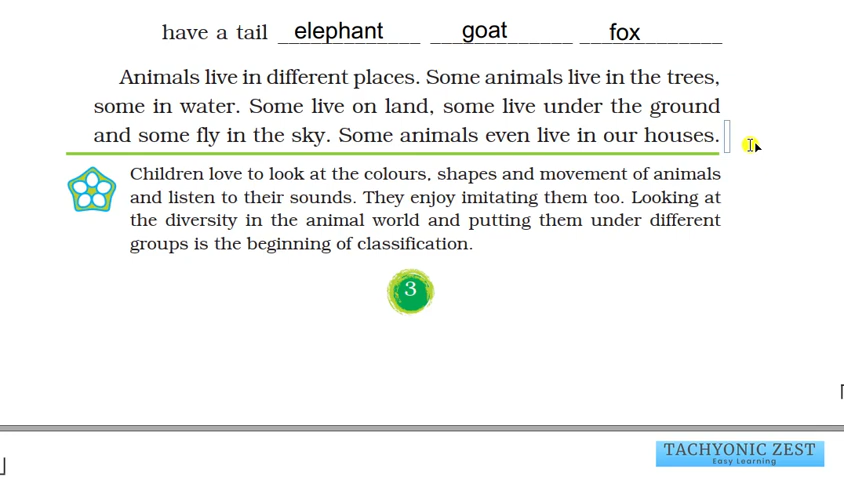 have a tail elephant goat fox
Animals live in different places. Some animals live in the trees,
some in water. Some live on land, some live under the ground
and some fly in the sky. Some animals even live in our houses.
Children love to look at the colours, shapes and movement of animals
and listen to their sounds. They enjoy imitating them too. Looking at
the diversity in the animal world and putting them under different
groups is the beginning of classification.
3
TACHYONIC ZEST
Easy Learning